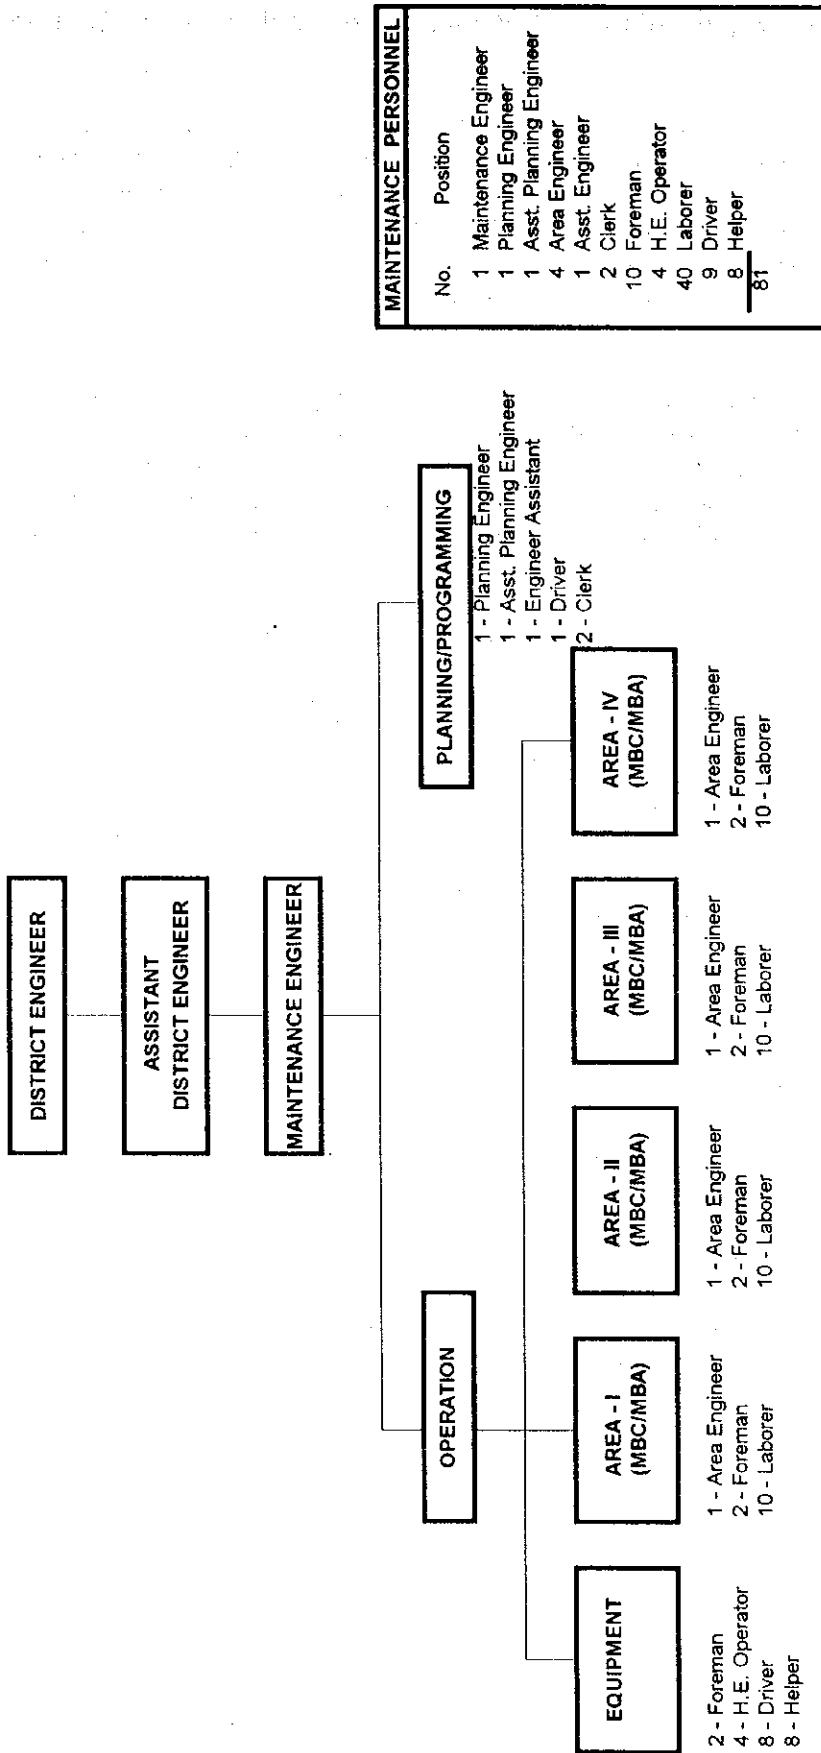 DISTRICT ENGINEER
ASSISTANT
DISTRICT ENGINEER
MAINTENANCE ENGINEER
OPERATION
PLANNING/PROGRAMMING
1 - Planning Engineer
1 - Asst. Planning Engineer
1 - Engineer Assistant
1 - Driver
2 - Clerk
EQUIPMENT
2 - Foreman
4 - H.E. Operator
8 - Driver
8 - Helper
AREA - I
(MBC/MBA)
1 - Area Engineer
2 - Foreman
10 - Laborer
AREA - II
(MBC/MBA)
1 - Area Engineer
2 - Foreman
10 - Laborer
AREA - III
(MBC/MBA)
1 - Area Engineer
2 - Foreman
10 - Laborer
AREA - IV
(MBC/MBA)
1 - Area Engineer
2 - Foreman
10 - Laborer
MAINTENANCE PERSONNEL
No. Position
1 Maintenance Engineer
1 Planning Engineer
1 Asst. Planning Engineer
4 Area Engineer
1 Asst. Engineer
2 Clerk
10 Foreman
4 H.E. Operator
40 Laborer
9 Driver
8 Helper
81